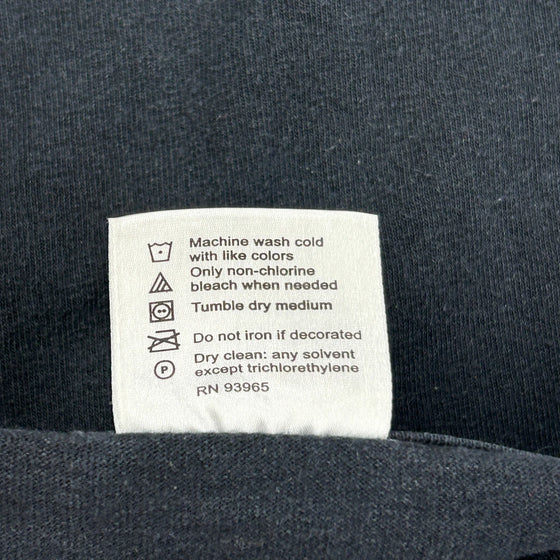 Machine wash cold
with like colors
Only non-chlorine
bleach when needed
Tumble dry medium
Do not iron if decorated
Dry clean: any solvent
except trichlorethylene
P
RN 93965